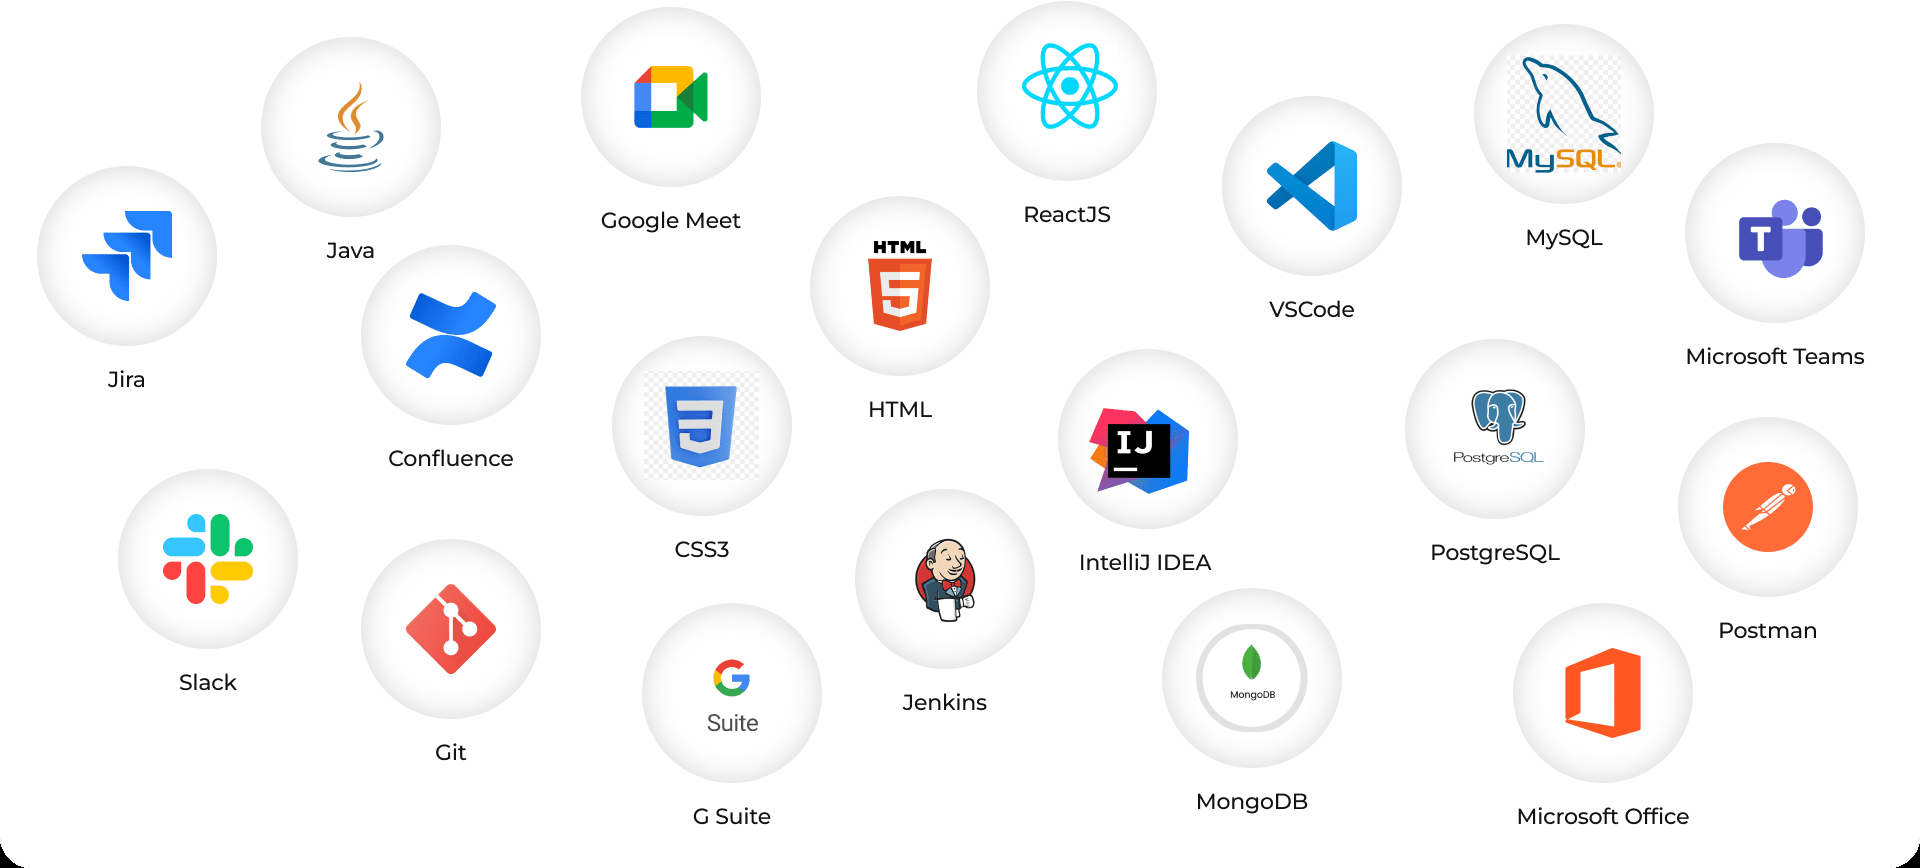 Java
Google Meet
ReactJS
MySQL
MySQL
VSCode
T
Microsoft Teams
Jira
HTML
HTML
Confluence
CSS3
IJ
IntelliJ IDEA
PostgreSQL
PostgreSQL
Postman
Slack
Git
G
Suite
G Suite
Jenkins
MongoDB
MongoDB
Microsoft Office